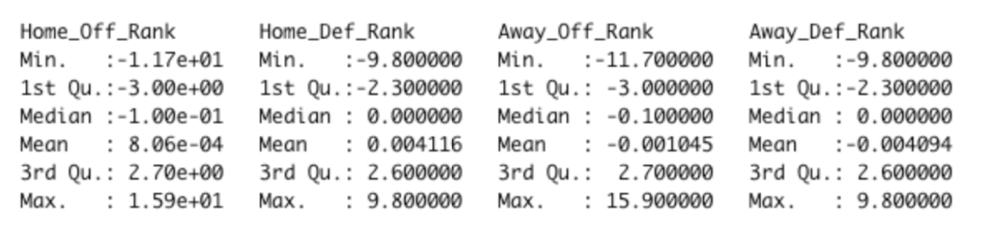 Home_Off_Rank Home_Def_Rank Away_Off_Rank Away_Def_Rank
Min. :-1.17e+01 Min. :-9.800000 Min. :-11.700000 Min. :-9.800000
1st Qu.:-3.00e+00 1st Qu.:-2.300000 1st Qu.: -3.000000 1st Qu.:-2.300000
Median :-1.00e-01 Median : 0.000000 Median : -0.100000 Median : 0.000000
Mean : 8.06e-04 Mean : 0.004116 Mean : -0.001045 Mean :-0.004094
3rd Qu.: 2.70e+00 3rd Qu.: 2.600000 3rd Qu.: 2.700000 3rd Qu.: 2.600000
Max. : 1.59e+01 Max. : 9.800000 Max. : 15.900000 Max. : 9.800000